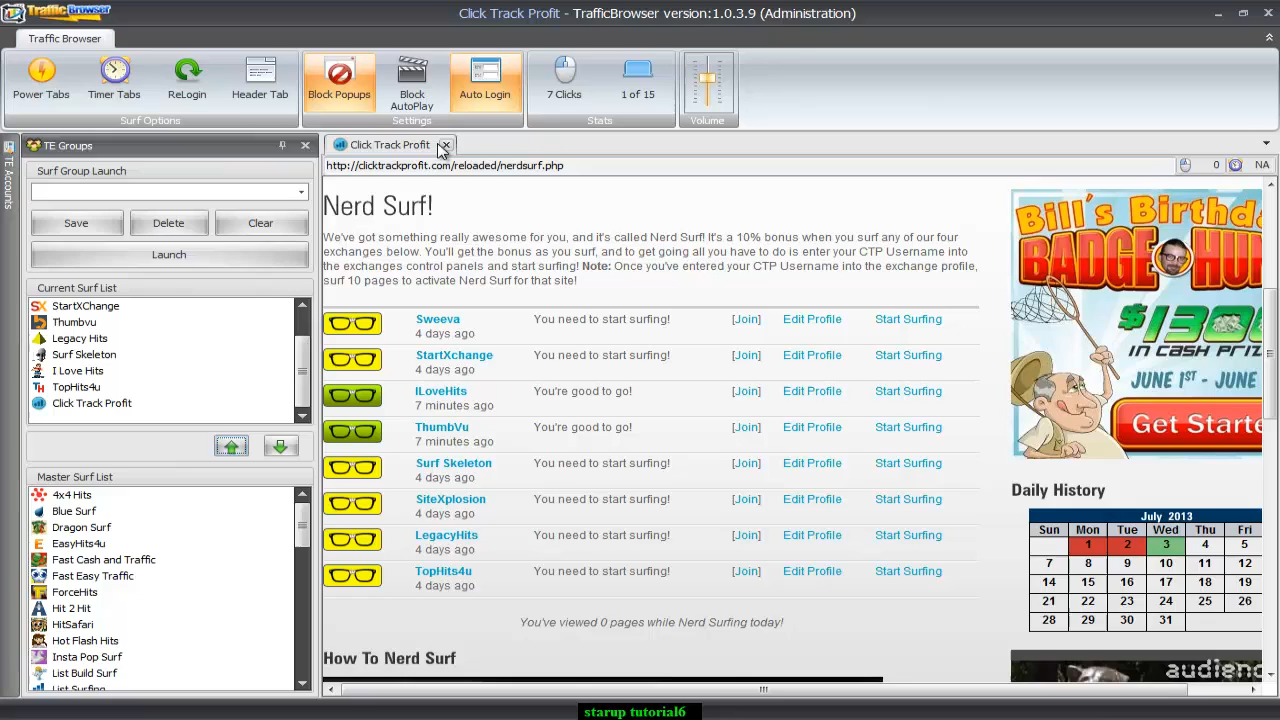 TrafficBrowser
Click Track Profit - TrafficBrowser version:1.0.3.9 (Administration)
Traffic Browser
Power Tabs
Timer Tabs
ReLogin
Header Tab
Block Popups
Block AutoPlay
Auto Login
7 Clicks
1 of 15
Surf Options
Settings
Stats
Volume
TE Accounts
TE Groups
Surf Group Launch
Save
Delete
Clear
Launch
Current Surf List:
StartXChange
Thumbvu
Legacy Hits
Surf Skeleton
I Love Hits
TopHits4u
Click Track Profit
Master Surf List
4x4 Hits
Blue Surf
Dragon Surf
EasyHits4u
Fast Cash and Traffic
Fast Easy Traffic
ForceHits
Hit 2 Hit
HitSafari
Hot Flash Hits
Insta Pop Surf
List Build Surf
List Surfing
Click Track Profit
http://clicktrackprofit.com/reloaded/nerdsurf.php
0
NA
Nerd Surf!
We've got something really awesome for you, and it's called Nerd Surf! It's a 10% bonus when you surf any of our four
exchanges below. You'll get the bonus as you surf, and to get going all you have to do is enter your CTP Username into
the exchanges control panels and start surfing! Note: Once you've entered your CTP Username into the exchange profile,
surf 10 pages to activate Nerd Surf for that site!
Sweeva You need to start surfing! [Join] Edit Profile Start Surfing
4 days ago
StartXchange You need to start surfing! [Join] Edit Profile Start Surfing
4 days ago
ILoveHits You're good to go! [Join] Edit Profile Start Surfing
7 minutes ago
ThumbVu You're good to go! [Join] Edit Profile Start Surfing
7 minutes ago
Surf Skeleton You need to start surfing! [Join] Edit Profile Start Surfing
4 days ago
SiteXplosion You need to start surfing! [Join] Edit Profile Start Surfing
4 days ago
LegacyHits You need to start surfing! [Join] Edit Profile Start Surfing
4 days ago
TopHits4u You need to start surfing! [Join] Edit Profile Start Surfing
4 days ago
You've viewed 0 pages while Nerd Surfing today!
How To Nerd Surf
Bill's Birthda
BADGE HU
$1300
IN CASH PRIZ
JUNE 1ST - JUNE
Get Starte
Daily History
July 2013
Sun Mon Tue Wed Thu Fri
1 2 3 4 5
7 8 9 10 11 12
14 15 16 17 18 19
21 22 23 24 25 26
28 29 30 31
audienc
starup tutorial6